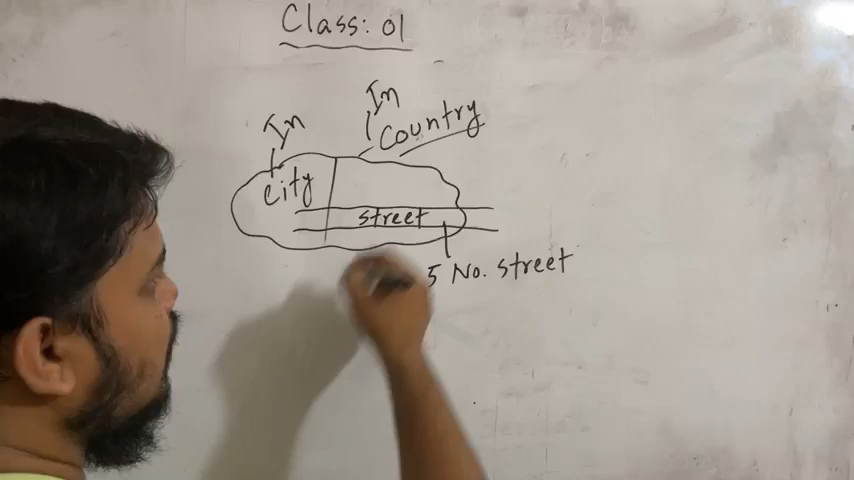 Class: 01
In
In
Country
City
street
5 No. street